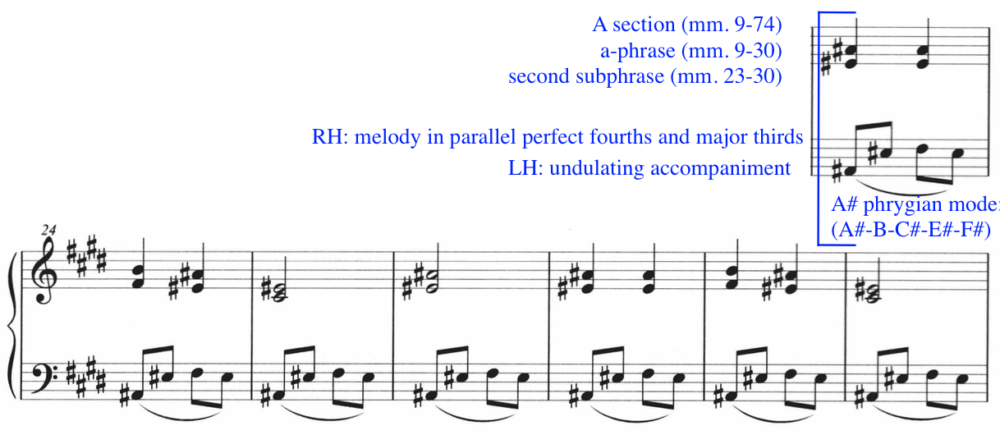 A section (mm. 9-74)
a-phrase (mm. 9-30)
second subphrase (mm. 23-30)
RH: melody in parallel perfect fourths and major thirds
LH: undulating accompaniment
A# phrygian mode:
(A#-B-C#-E#-F#)
24